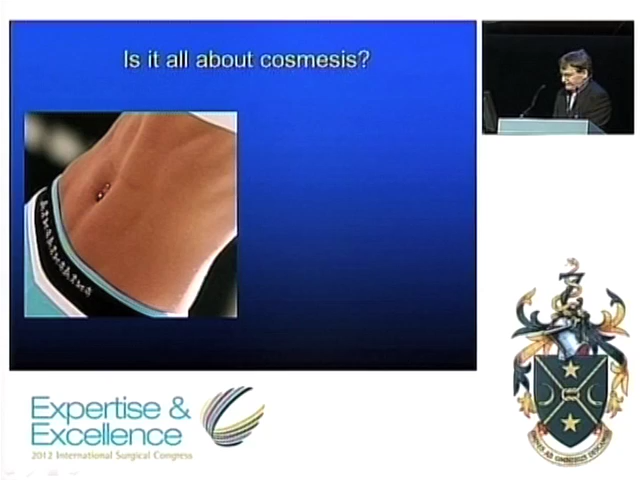 Is it all about cosmesis?
Expertise &
Excellence
2012 International Surgical Congress